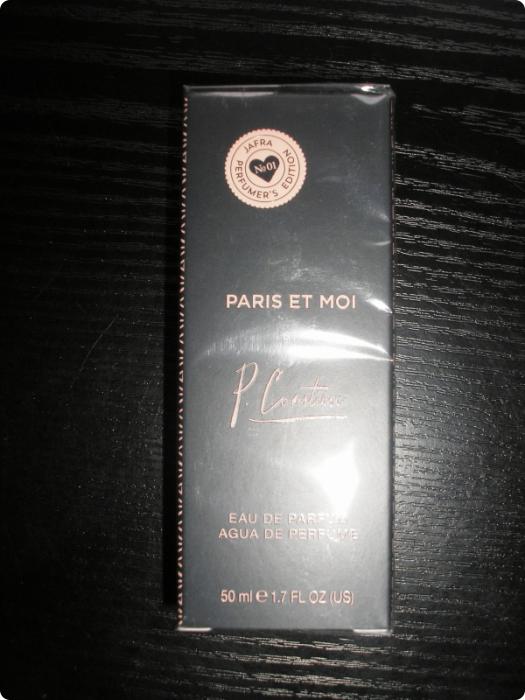 JAFRA
№01
PERFUMER'S EDITION
PARIS ET MOI
P.
EAU DE PARFUM
AGUA DE PERFUME
50 ml ℮ 1.7 FL OZ (US)